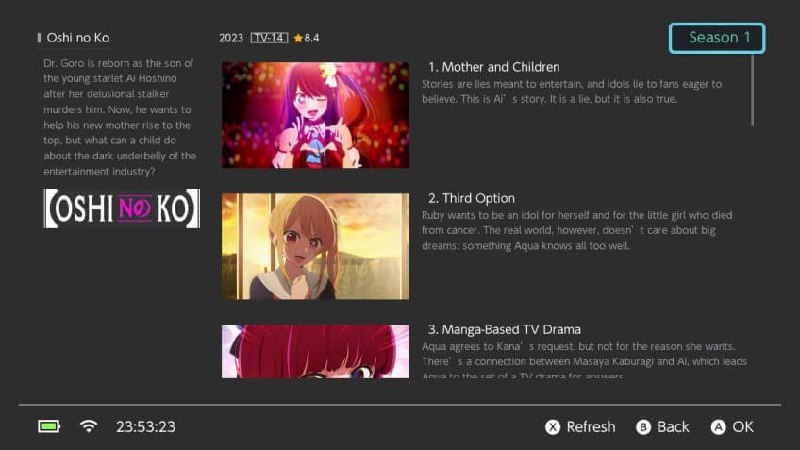 Oshi no Ko
2023 TV-14 8.4
Season 1
Dr. Goro is reborn as the son of
the young starlet Ai Hoshino
after her delusional stalker
murders him. Now, he wants to
help his new mother rise to the
top, but what can a child do
about the dark underbelly of the
entertainment industry?
【OSHI NO KO】
1. Mother and Children
Stories are lies meant to entertain, and idols lie to fans eager to
believe. This is Ai’s story. It is a lie, but it is also true.
2. Third Option
Ruby wants to be an idol for herself and for the little girl who died
from cancer. The real world, however, doesn’t care about big
dreams: something Aqua knows all too well.
3. Manga-Based TV Drama
Aqua agrees to Kana’s request, but not for the reason she wants.
There’s a connection between Masaya Kaburagi and Ai, which leads
Aqua to the set of a TV drama for answers.
23:53:23
X Refresh
B Back
A OK